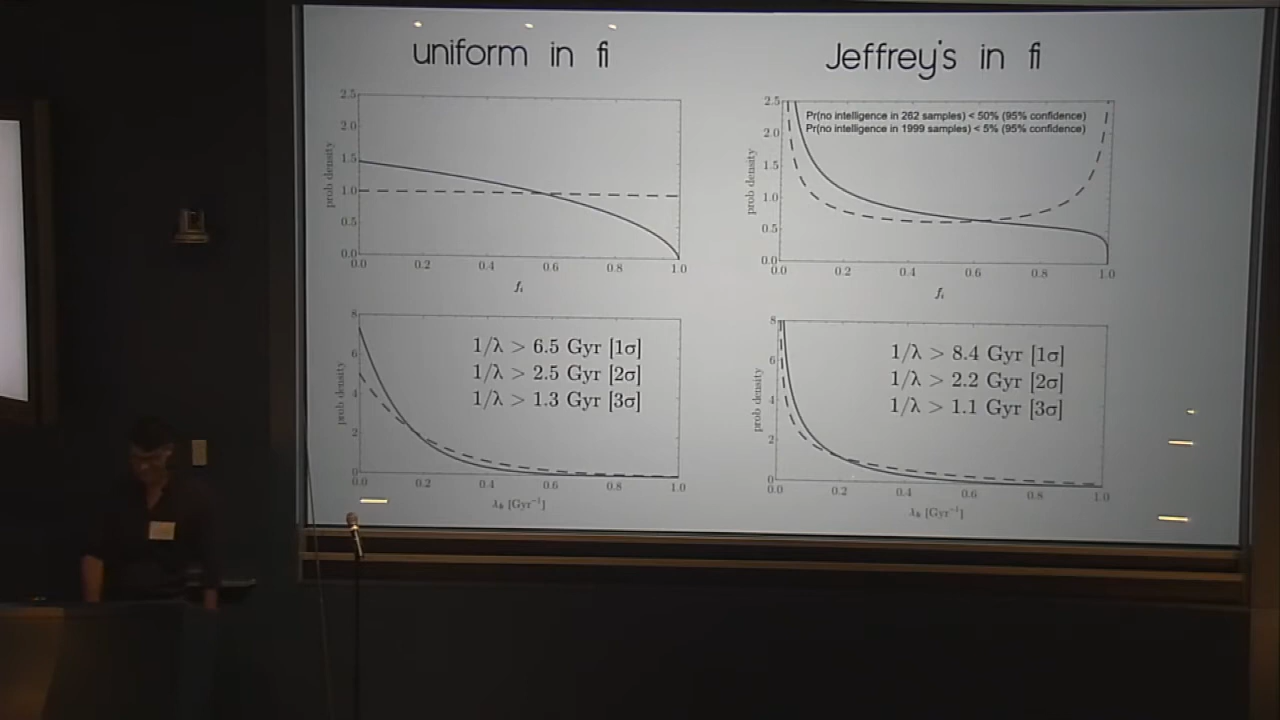 uniform in fi
Jeffrey's in fi
2.5
2.0
1.5
1.0
0.5
0.0
prob density
0.0 0.2 0.4 0.6 0.8 1.0
fi
2.5
2.0
1.5
1.0
0.5
0.0
prob density
Pr(no intelligence in 262 samples) < 50% (95% confidence)
Pr(no intelligence in 1999 samples) < 5% (95% confidence)
0.0 0.2 0.4 0.6 0.8 1.0
fi
8
6
4
2
0
prob density
1/λ > 6.5 Gyr [1σ]
1/λ > 2.5 Gyr [2σ]
1/λ > 1.3 Gyr [3σ]
0.0 0.2 0.4 0.6 0.8 1.0
[Gyr⁻¹]
8
6
4
2
0
prob density
1/λ > 8.4 Gyr [1σ]
1/λ > 2.2 Gyr [2σ]
1/λ > 1.1 Gyr [3σ]
0.0 0.2 0.4 0.6 0.8 1.0
[Gyr⁻¹]